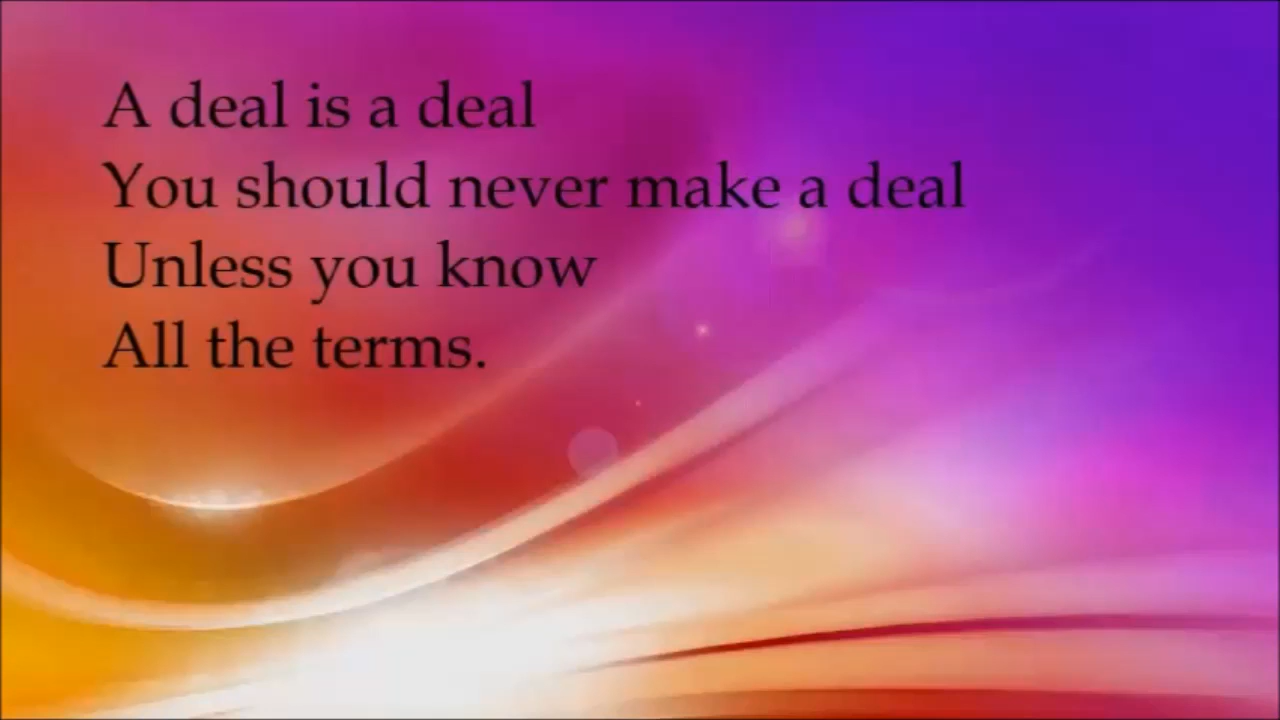 A deal is a deal
You should never make a deal
Unless you know
All the terms.